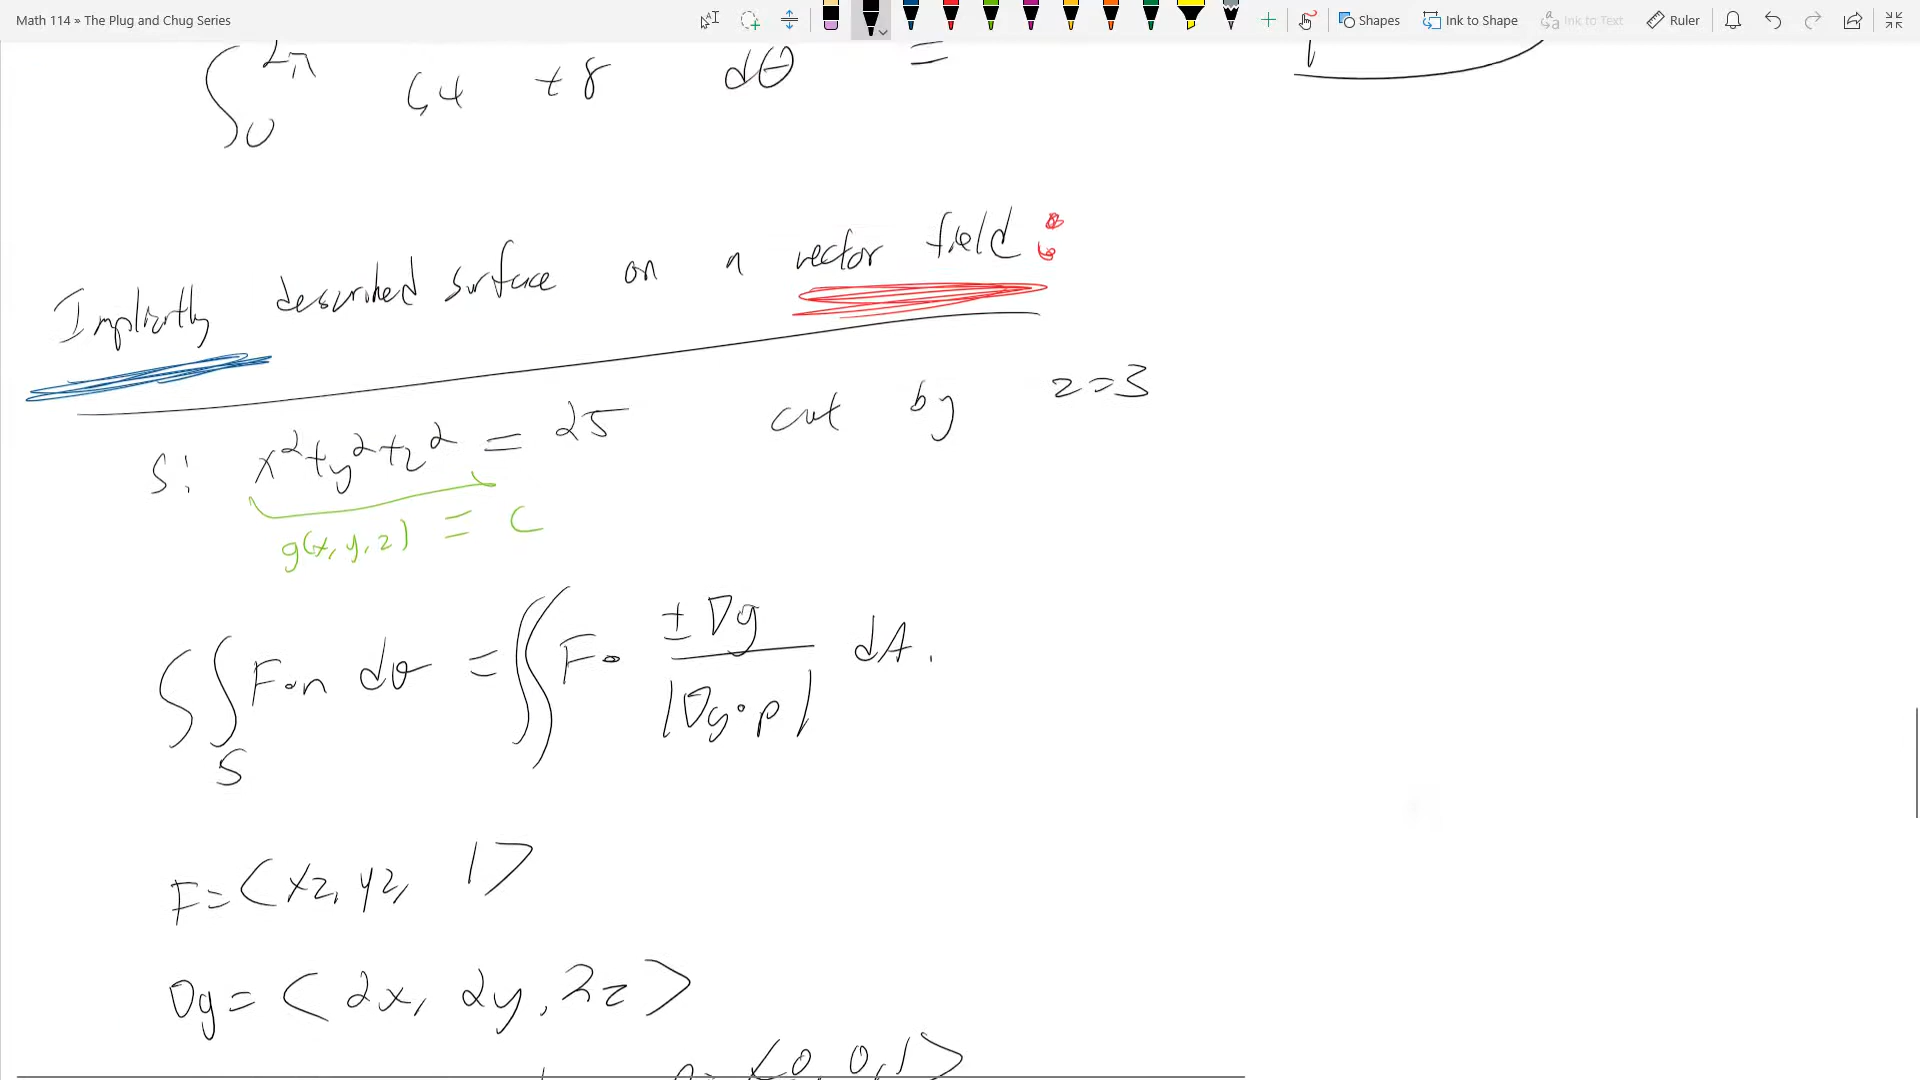 Math 114 » The Plug and Chug Series
Shapes
Ink to Shape
Ink to Text
Ruler
∫₀^2π 64 + 8 dθ =
Implicitly described surface on a vector field :
S: x²+y²+z² = 25 cut by z=3
g(x, y, z) = C
∫∫_S F·n dσ = ∫∫ F· ±∇g / |∇g·p| dA.
F=⟨xz, yz, 1⟩
∇g= ⟨2x, 2y, 2z⟩
p= ⟨0, 0, 1⟩